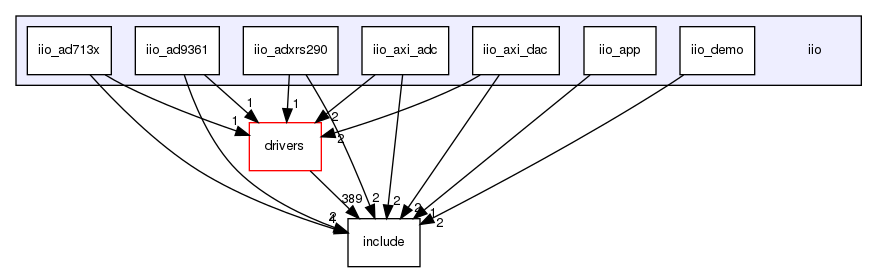 iio_ad713x
iio_ad9361
iio_adxrs290
iio_axi_adc
iio_axi_dac
iio_app
iio_demo
iio
1
1
1
2
2
drivers
389
2
2
2
1
2
include